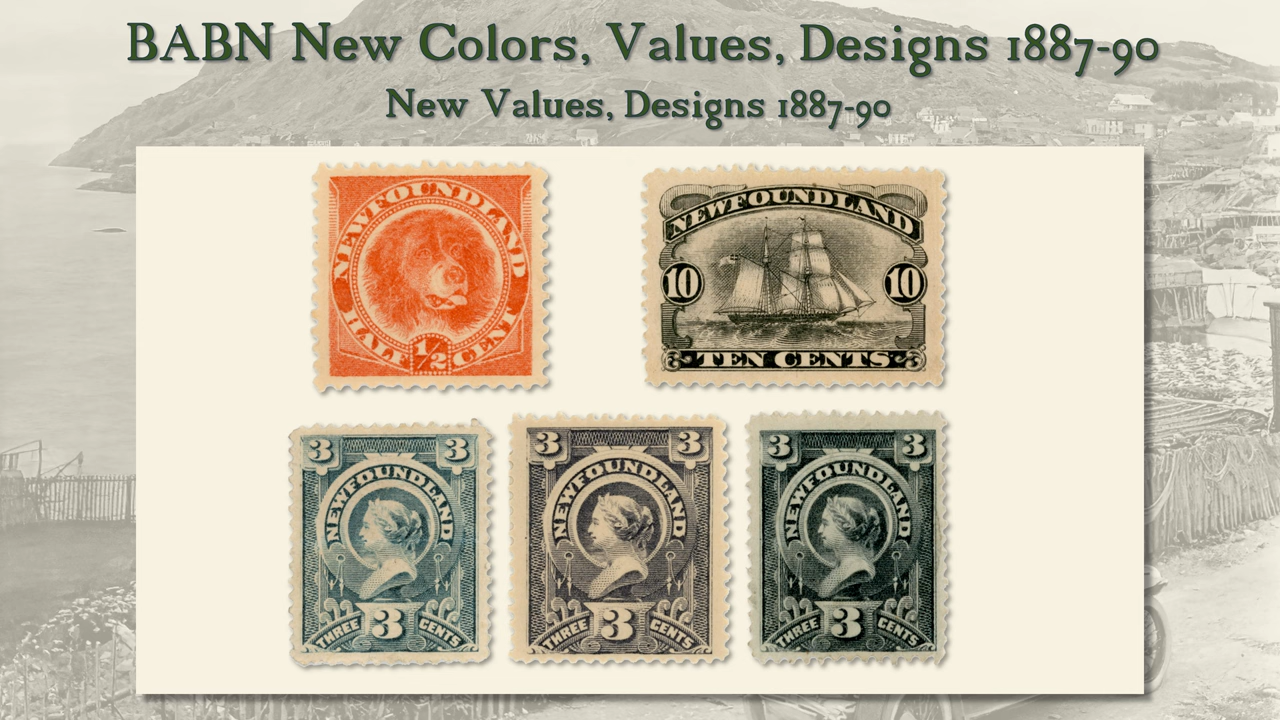 BABN New Colors, Values, Designs 1887-90
New Values, Designs 1887-90
NEWFOUNDLAND
HALF 1/2 CENT
NEWFOUNDLAND
10 10
TEN CENTS
3 3
NEWFOUNDLAND
THREE 3 CENTS
3 3
NEWFOUNDLAND
THREE 3 CENTS
3 3
NEWFOUNDLAND
THREE 3 CENTS